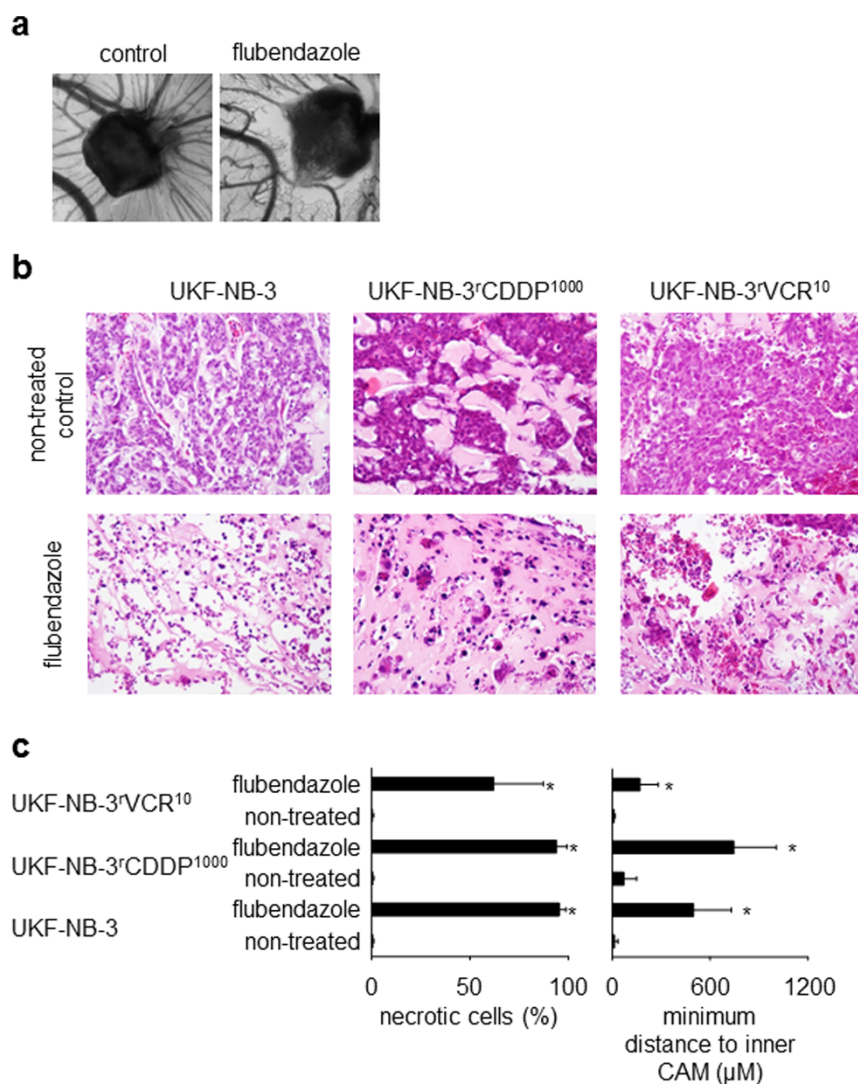 a
control flubendazole
b
UKF-NB-3 UKF-NB-3ʳCDDP¹⁰⁰⁰ UKF-NB-3ʳVCR¹⁰
non-treated
control
flubendazole
c
UKF-NB-3ʳVCR¹⁰
flubendazole
*
*
non-treated
UKF-NB-3ʳCDDP¹⁰⁰⁰
flubendazole
*
*
non-treated
UKF-NB-3
flubendazole
*
*
non-treated
0 50 100
necrotic cells (%)
0 600 1200
minimum
distance to inner
CAM (µM)